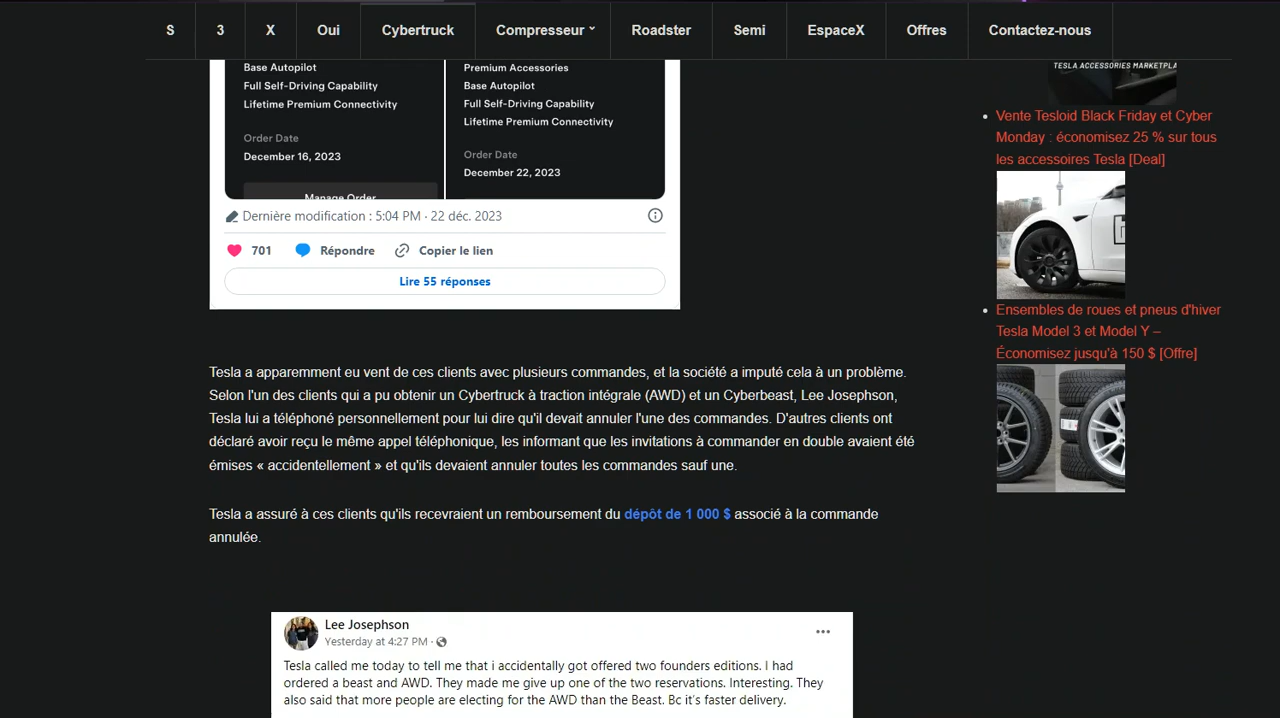 S 3 X Oui Cybertruck Compresseur Roadster Semi EspaceX Offres Contactez-nous
Base Autopilot
Full Self-Driving Capability
Lifetime Premium Connectivity
Order Date
December 16, 2023
Manage Order
Premium Accessories
Base Autopilot
Full Self-Driving Capability
Lifetime Premium Connectivity
Order Date
December 22, 2023
Dernière modification : 5:04 PM · 22 déc. 2023
701 Répondre Copier le lien
Lire 55 réponses
Tesla a apparemment eu vent de ces clients avec plusieurs commandes, et la société a imputé cela à un problème.
Selon l'un des clients qui a pu obtenir un Cybertruck à traction intégrale (AWD) et un Cyberbeast, Lee Josephson,
Tesla lui a téléphoné personnellement pour lui dire qu'il devait annuler l'une des commandes. D'autres clients ont
déclaré avoir reçu le même appel téléphonique, les informant que les invitations à commander en double avaient été
émises « accidentellement » et qu'ils devaient annuler toutes les commandes sauf une.
Tesla a assuré à ces clients qu'ils recevraient un remboursement du dépôt de 1 000 $ associé à la commande
annulée.
Lee Josephson
Yesterday at 4:27 PM ·
Tesla called me today to tell me that i accidentally got offered two founders editions. I had
ordered a beast and AWD. They made me give up one of the two reservations. Interesting. They
also said that more people are electing for the AWD than the Beast. Bc it's faster delivery.
TESLA ACCESSORIES
Vente Tesloid Black Friday et Cyber
Monday : économisez 25 % sur tous
les accessoires Tesla [Deal]
Ensembles de roues et pneus d'hiver
Tesla Model 3 et Model Y –
Économisez jusqu'à 150 $ [Offre]